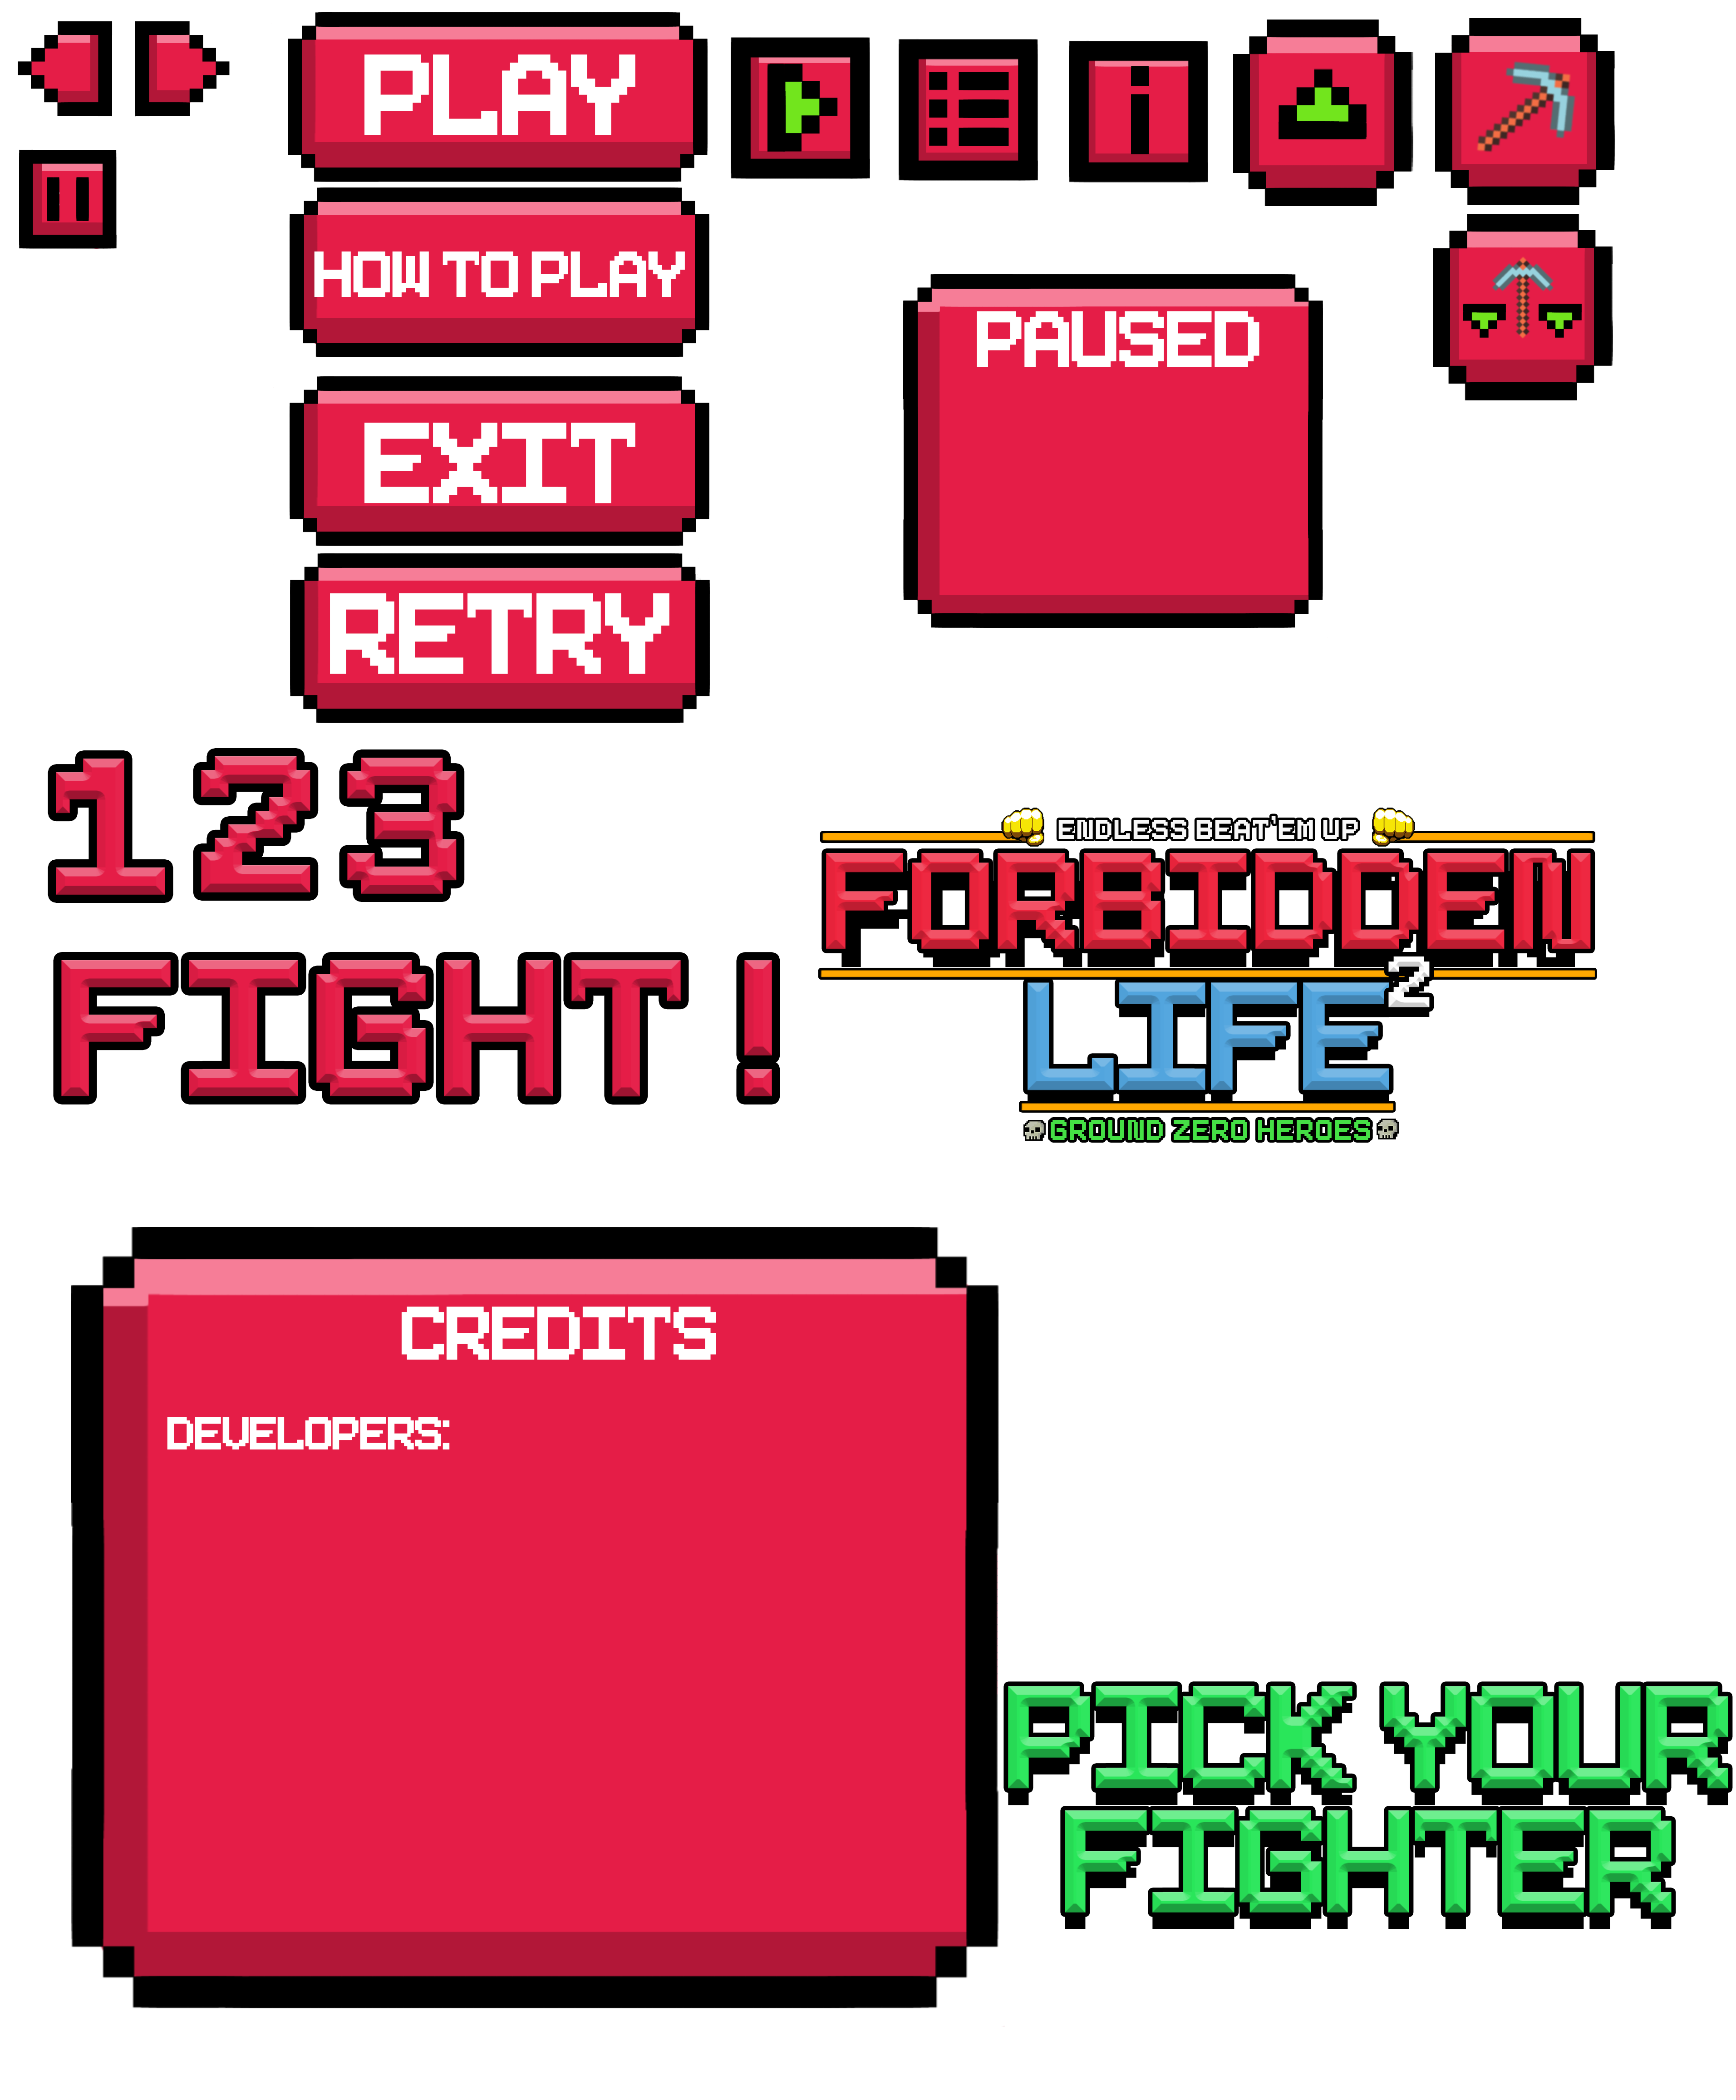 PLAY
i
HOW TO PLAY
PAUSED
EXIT
RETRY
1 2 3
ENDLESS BEAT'EM UP
FORBIDDEN
FIGHT!
2
LIFE
GROUND ZERO HEROES
CREDITS
DEVELOPERS:
PICK YOUR
FIGHTER